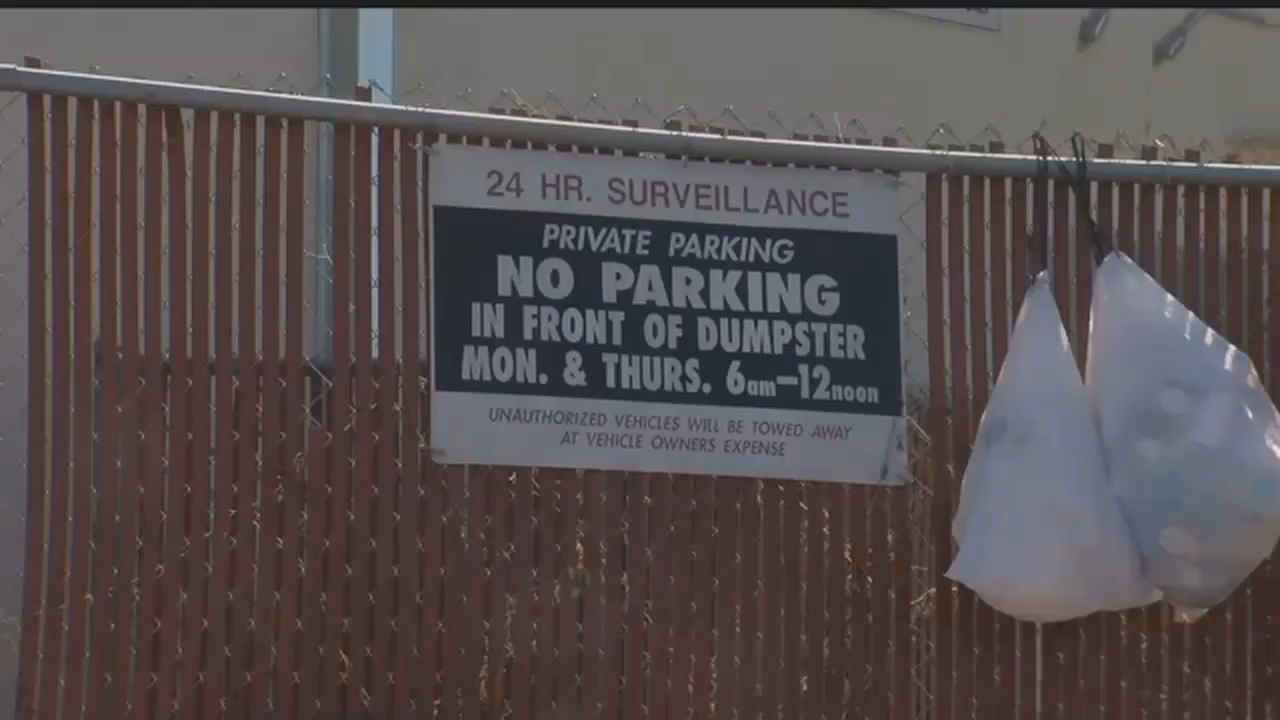 24 HR. SURVEILLANCE
PRIVATE PARKING
NO PARKING
IN FRONT OF DUMPSTER
MON. & THURS. 6am–12noon
UNAUTHORIZED VEHICLES WILL BE TOWED AWAY
AT VEHICLE OWNERS EXPENSE